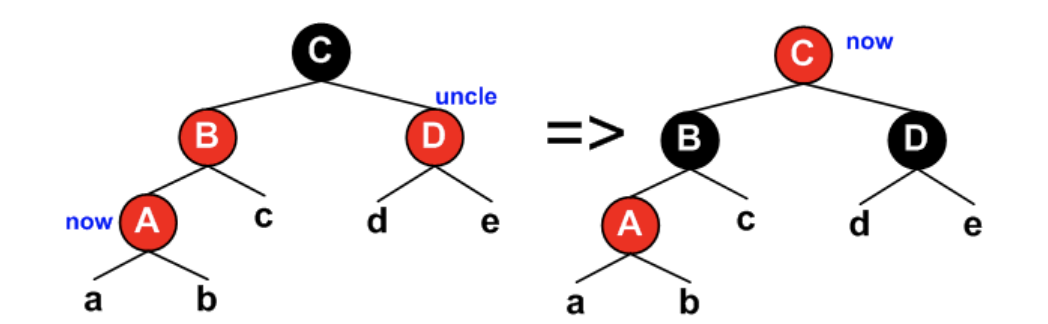 C
C now
uncle
B D => B D
now A c d e
A c d e
a b
a b